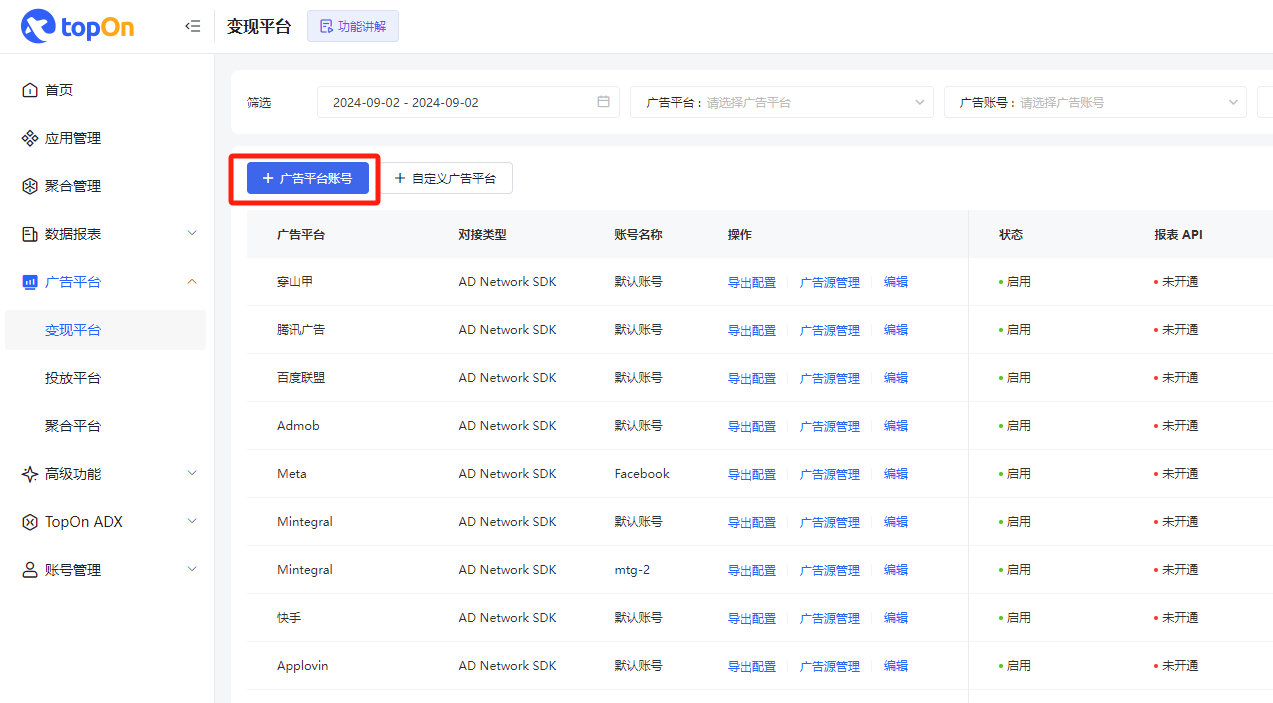 topOn
变现平台
功能讲解
首页
应用管理
聚合管理
数据报表
广告平台
变现平台
投放平台
聚合平台
高级功能
TopOn ADX
账号管理
筛选 2024-09-02 - 2024-09-02 广告平台： 请选择广告平台 广告账号： 请选择广告账号
+ 广告平台账号 + 自定义广告平台
广告平台 对接类型 账号名称 操作 状态 报表 API
穿山甲 AD Network SDK 默认账号 导出配置 广告源管理 编辑 启用 未开通
腾讯广告 AD Network SDK 默认账号 导出配置 广告源管理 编辑 启用 未开通
百度联盟 AD Network SDK 默认账号 导出配置 广告源管理 编辑 启用 未开通
Admob AD Network SDK 默认账号 导出配置 广告源管理 编辑 启用 未开通
Meta AD Network SDK Facebook 导出配置 广告源管理 编辑 启用 未开通
Mintegral AD Network SDK 默认账号 导出配置 广告源管理 编辑 启用 未开通
Mintegral AD Network SDK mtg-2 导出配置 广告源管理 编辑 启用 未开通
快手 AD Network SDK 默认账号 导出配置 广告源管理 编辑 启用 未开通
Applovin AD Network SDK 默认账号 导出配置 广告源管理 编辑 启用 未开通